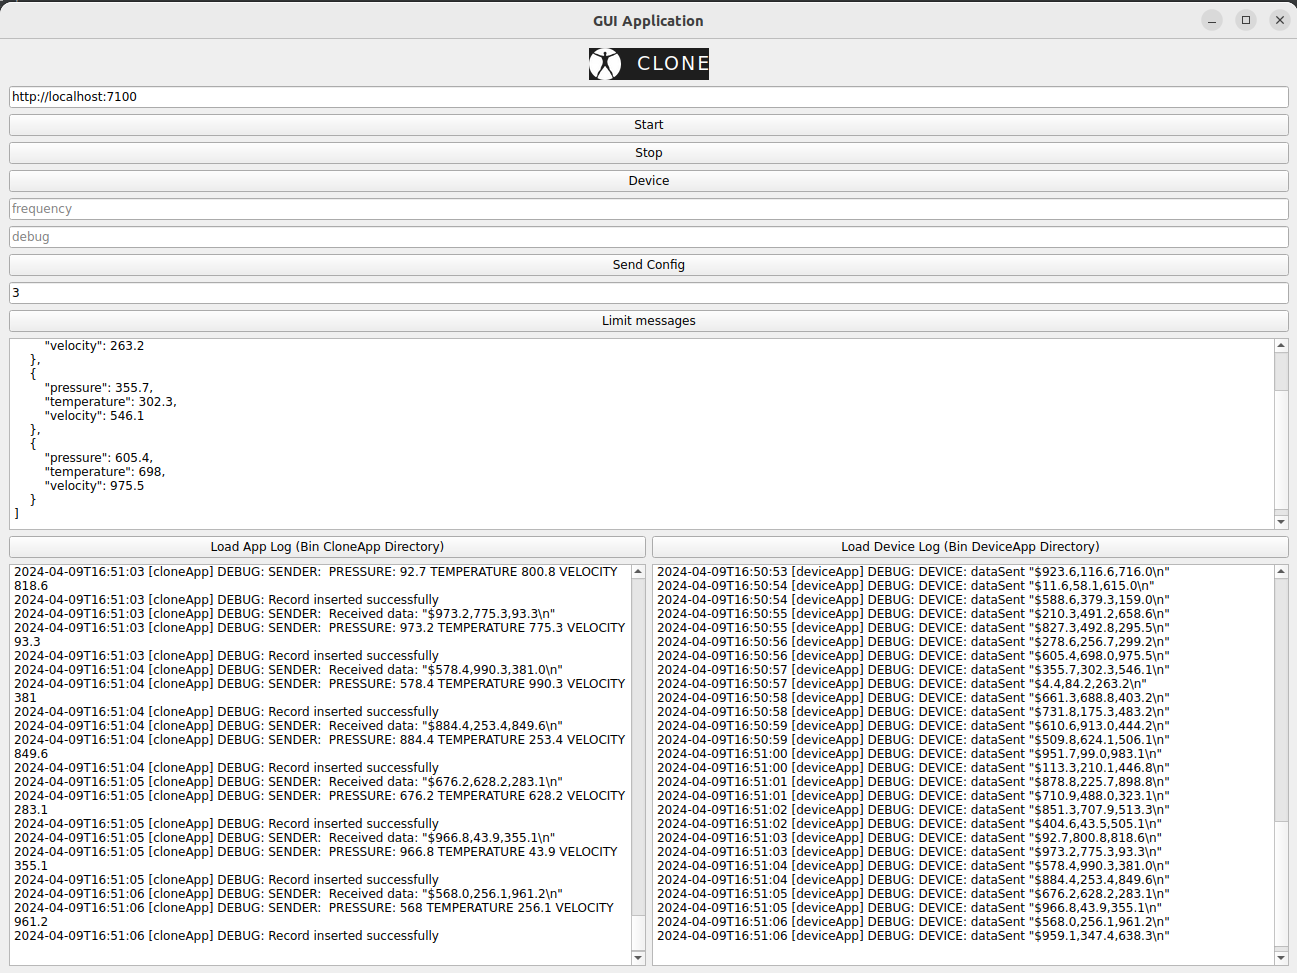 GUI Application
CLONE
http://localhost:7100
Start
Stop
Device
frequency
debug
Send Config
3
Limit messages
"velocity": 263.2
},
{
"pressure": 355.7,
"temperature": 302.3,
"velocity": 546.1
},
{
"pressure": 605.4,
"temperature": 698,
"velocity": 975.5
}
]
Load App Log (Bin CloneApp Directory)
2024-04-09T16:51:03 [cloneApp] DEBUG: SENDER:  PRESSURE: 92.7 TEMPERATURE 800.8 VELOCITY
818.6
2024-04-09T16:51:03 [cloneApp] DEBUG: Record inserted successfully
2024-04-09T16:51:03 [cloneApp] DEBUG: SENDER:  Received data: "$973.2,775.3,93.3\n"
2024-04-09T16:51:03 [cloneApp] DEBUG: SENDER:  PRESSURE: 973.2 TEMPERATURE 775.3 VELOCITY
93.3
2024-04-09T16:51:03 [cloneApp] DEBUG: Record inserted successfully
2024-04-09T16:51:04 [cloneApp] DEBUG: SENDER:  Received data: "$578.4,990.3,381.0\n"
2024-04-09T16:51:04 [cloneApp] DEBUG: SENDER:  PRESSURE: 578.4 TEMPERATURE 990.3 VELOCITY
381
2024-04-09T16:51:04 [cloneApp] DEBUG: Record inserted successfully
2024-04-09T16:51:04 [cloneApp] DEBUG: SENDER:  Received data: "$884.4,253.4,849.6\n"
2024-04-09T16:51:04 [cloneApp] DEBUG: SENDER:  PRESSURE: 884.4 TEMPERATURE 253.4 VELOCITY
849.6
2024-04-09T16:51:04 [cloneApp] DEBUG: Record inserted successfully
2024-04-09T16:51:05 [cloneApp] DEBUG: SENDER:  Received data: "$676.2,628.2,283.1\n"
2024-04-09T16:51:05 [cloneApp] DEBUG: SENDER:  PRESSURE: 676.2 TEMPERATURE 628.2 VELOCITY
283.1
2024-04-09T16:51:05 [cloneApp] DEBUG: Record inserted successfully
2024-04-09T16:51:05 [cloneApp] DEBUG: SENDER:  Received data: "$966.8,43.9,355.1\n"
2024-04-09T16:51:05 [cloneApp] DEBUG: SENDER:  PRESSURE: 966.8 TEMPERATURE 43.9 VELOCITY
355.1
2024-04-09T16:51:05 [cloneApp] DEBUG: Record inserted successfully
2024-04-09T16:51:06 [cloneApp] DEBUG: SENDER:  Received data: "$568.0,256.1,961.2\n"
2024-04-09T16:51:06 [cloneApp] DEBUG: SENDER:  PRESSURE: 568 TEMPERATURE 256.1 VELOCITY
961.2
2024-04-09T16:51:06 [cloneApp] DEBUG: Record inserted successfully
Load Device Log (Bin DeviceApp Directory)
2024-04-09T16:50:53 [deviceApp] DEBUG: DEVICE: dataSent "$923.6,116.6,716.0\n"
2024-04-09T16:50:54 [deviceApp] DEBUG: DEVICE: dataSent "$11.6,58.1,615.0\n"
2024-04-09T16:50:54 [deviceApp] DEBUG: DEVICE: dataSent "$588.6,379.3,159.0\n"
2024-04-09T16:50:55 [deviceApp] DEBUG: DEVICE: dataSent "$210.3,491.2,658.6\n"
2024-04-09T16:50:55 [deviceApp] DEBUG: DEVICE: dataSent "$827.3,492.8,295.5\n"
2024-04-09T16:50:56 [deviceApp] DEBUG: DEVICE: dataSent "$278.6,256.7,299.2\n"
2024-04-09T16:50:56 [deviceApp] DEBUG: DEVICE: dataSent "$605.4,698.0,975.5\n"
2024-04-09T16:50:57 [deviceApp] DEBUG: DEVICE: dataSent "$355.7,302.3,546.1\n"
2024-04-09T16:50:57 [deviceApp] DEBUG: DEVICE: dataSent "$4.4,84.2,263.2\n"
2024-04-09T16:50:58 [deviceApp] DEBUG: DEVICE: dataSent "$661.3,688.8,403.2\n"
2024-04-09T16:50:58 [deviceApp] DEBUG: DEVICE: dataSent "$731.8,175.3,483.2\n"
2024-04-09T16:50:59 [deviceApp] DEBUG: DEVICE: dataSent "$610.6,913.0,444.2\n"
2024-04-09T16:50:59 [deviceApp] DEBUG: DEVICE: dataSent "$509.8,624.1,506.1\n"
2024-04-09T16:51:00 [deviceApp] DEBUG: DEVICE: dataSent "$951.7,99.0,983.1\n"
2024-04-09T16:51:00 [deviceApp] DEBUG: DEVICE: dataSent "$113.3,210.1,446.8\n"
2024-04-09T16:51:01 [deviceApp] DEBUG: DEVICE: dataSent "$878.8,225.7,898.8\n"
2024-04-09T16:51:01 [deviceApp] DEBUG: DEVICE: dataSent "$710.9,488.0,323.1\n"
2024-04-09T16:51:02 [deviceApp] DEBUG: DEVICE: dataSent "$851.3,707.9,513.3\n"
2024-04-09T16:51:02 [deviceApp] DEBUG: DEVICE: dataSent "$404.6,43.5,505.1\n"
2024-04-09T16:51:03 [deviceApp] DEBUG: DEVICE: dataSent "$92.7,800.8,818.6\n"
2024-04-09T16:51:03 [deviceApp] DEBUG: DEVICE: dataSent "$973.2,775.3,93.3\n"
2024-04-09T16:51:04 [deviceApp] DEBUG: DEVICE: dataSent "$578.4,990.3,381.0\n"
2024-04-09T16:51:04 [deviceApp] DEBUG: DEVICE: dataSent "$884.4,253.4,849.6\n"
2024-04-09T16:51:05 [deviceApp] DEBUG: DEVICE: dataSent "$676.2,628.2,283.1\n"
2024-04-09T16:51:05 [deviceApp] DEBUG: DEVICE: dataSent "$966.8,43.9,355.1\n"
2024-04-09T16:51:06 [deviceApp] DEBUG: DEVICE: dataSent "$568.0,256.1,961.2\n"
2024-04-09T16:51:06 [deviceApp] DEBUG: DEVICE: dataSent "$959.1,347.4,638.3\n"